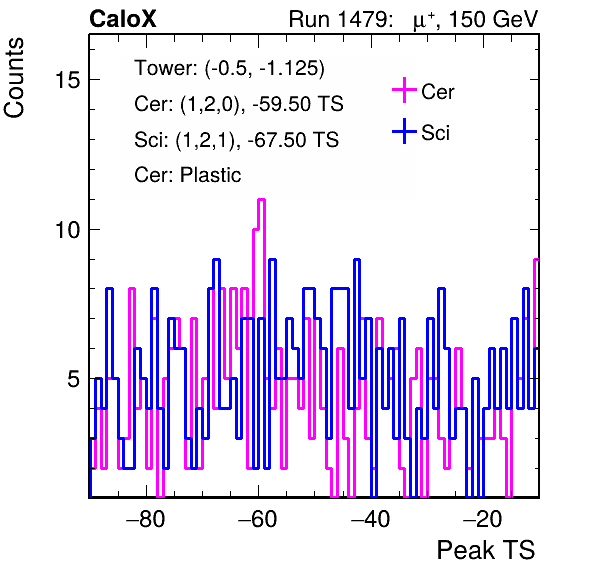 CaloX Run 1479: μ⁺, 150 GeV
Counts
Tower: (-0.5, -1.125)
Cer: (1,2,0), -59.50 TS
Sci: (1,2,1), -67.50 TS
Cer: Plastic
Cer
Sci
15
10
5
−80 −60 −40 −20
Peak TS